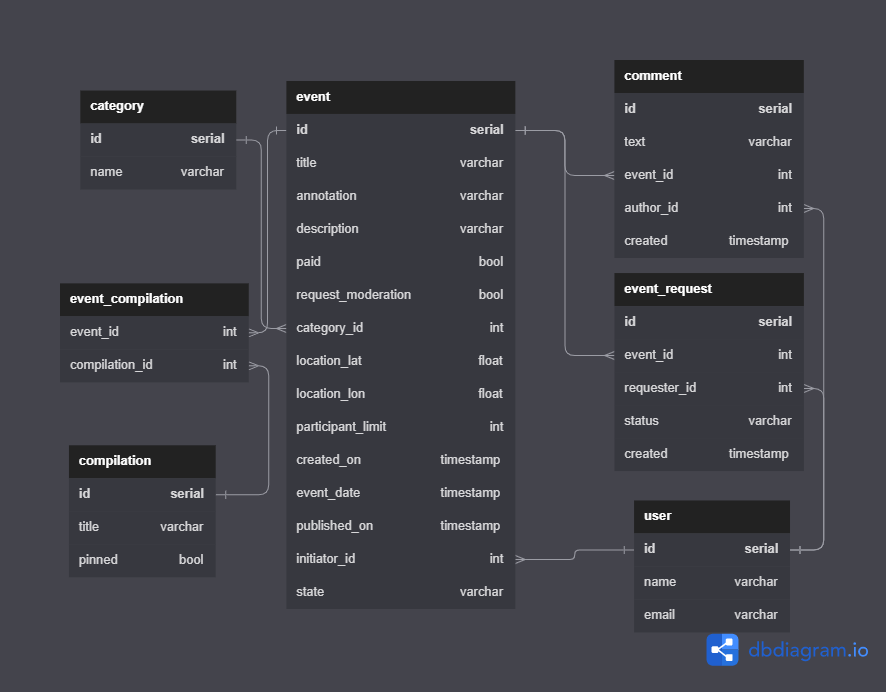 category
id serial
name varchar
event_compilation
event_id int
compilation_id int
compilation
id serial
title varchar
pinned bool
event
id serial
title varchar
annotation varchar
description varchar
paid bool
request_moderation bool
category_id int
location_lat float
location_lon float
participant_limit int
created_on timestamp
event_date timestamp
published_on timestamp
initiator_id int
state varchar
comment
id serial
text varchar
event_id int
author_id int
created timestamp
event_request
id serial
event_id int
requester_id int
status varchar
created timestamp
user
id serial
name varchar
email varchar
dbdiagram.io